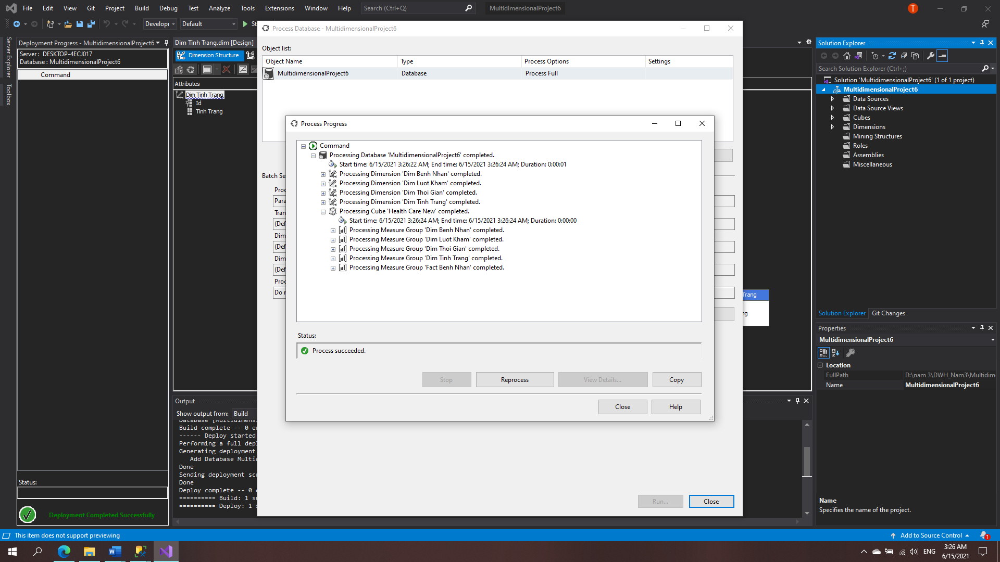 File Edit View Git Project Build Debug Test Analyze Tools Extensions Window Help Search (Ctrl+Q) MultidimensionalProject6 T
Developr Default St
Server Explorer
Toolbox
Deployment Progress - MultidimensionalProject6
Server : DESKTOP-4ECJ017
Database : MultidimensionalProject6
Command
Status:
Deployment Completed Successfully
Dim Tinh Trang.dim [Design]
Dimension Structure
Attributes
Dim Tinh Trang
Id
Tinh Trang
Output
Show output from: Build
Build complete -- 0 e
------ Deploy started
Performing a full dep
Generating deployment
Add Database Multi
Done
Sending deployment sc
Done
Deploy complete -- 0 e
========== Build: 1 s
========== Deploy: 1 s
Process Database - MultidimensionalProject6
Object list:
Object Name Type Process Options Settings
MultidimensionalProject6 Database Process Full
Batch Se
Proc
Para
Tran
(Def
Dim
(Def
Dim
(Def
Proc
Do n
Run...
Close
Process Progress
Command
Processing Database 'MultidimensionalProject6' completed.
Start time: 6/15/2021 3:26:22 AM; End time: 6/15/2021 3:26:24 AM; Duration: 0:00:01
Processing Dimension 'Dim Benh Nhan' completed.
Processing Dimension 'Dim Luot Kham' completed.
Processing Dimension 'Dim Thoi Gian' completed.
Processing Dimension 'Dim Tinh Trang' completed.
Processing Cube 'Health Care New' completed.
Start time: 6/15/2021 3:26:24 AM; End time: 6/15/2021 3:26:24 AM; Duration: 0:00:00
Processing Measure Group 'Dim Benh Nhan' completed.
Processing Measure Group 'Dim Luot Kham' completed.
Processing Measure Group 'Dim Thoi Gian' completed.
Processing Measure Group 'Dim Tinh Trang' completed.
Processing Measure Group 'Fact Benh Nhan' completed.
Status:
Process succeeded.
Stop Reprocess View Details... Copy
Close Help
Trang
ng
Solution Explorer
Search Solution Explorer (Ctrl+;)
Solution 'MultidimensionalProject6' (1 of 1 project)
MultidimensionalProject6
Data Sources
Data Source Views
Cubes
Dimensions
Mining Structures
Roles
Assemblies
Miscellaneous
Solution Explorer Git Changes
Properties
MultidimensionalProject6
Location
FullPath D:\nam 3\DWH_Nam3\Multidim
Name MultidimensionalProject6
Name
Specifies the name of the project.
This item does not support previewing
Add to Source Control 1
ENG 3:26 AM
6/15/2021